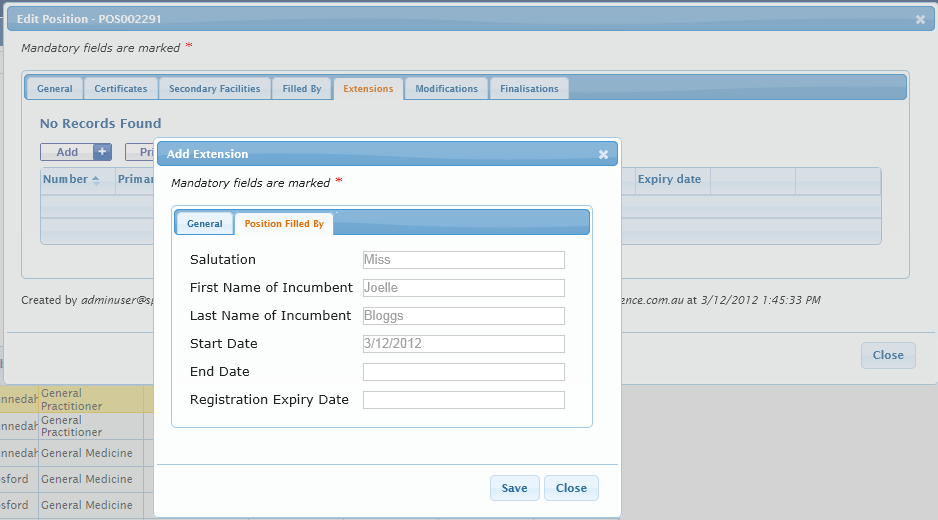 Edit Position - POS002291
Mandatory fields are marked *
General Certificates Secondary Facilities Filled By Extensions Modifications Finalisations
No Records Found
Add +
Number Expiry date
Add Extension
Mandatory fields are marked *
General Position Filled By
Salutation Miss
First Name of Incumbent Joelle
Last Name of Incumbent Bloggs
Start Date 3/12/2012
End Date
Registration Expiry Date
Save Close
Created by at 3/12/2012 1:45:33 PM
Close
General
Practitioner
General
Practitioner
General Medicine
General Medicine
General Medicine